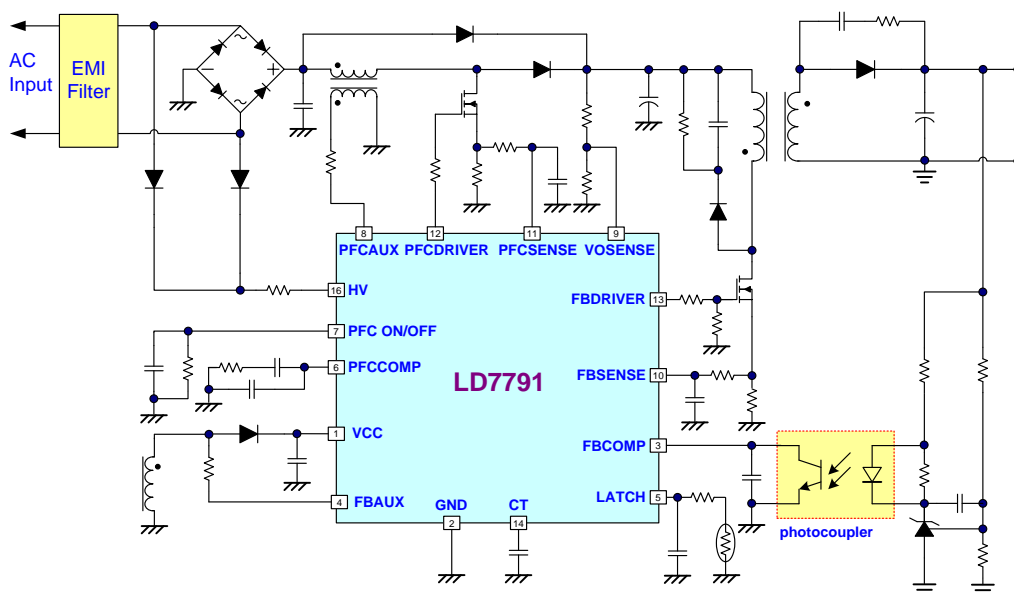 AC
Input
EMI
Filter
~
− +
~
8 12 11 9
PFCAUX PFCDRIVER PFCSENSE VOSENSE
16 HV
FBDRIVER 13
7 PFC ON/OFF
6 PFCCOMP
LD7791
FBSENSE 10
1 VCC
FBCOMP 3
4 FBAUX
LATCH 5
GND CT
2 14
photocoupler